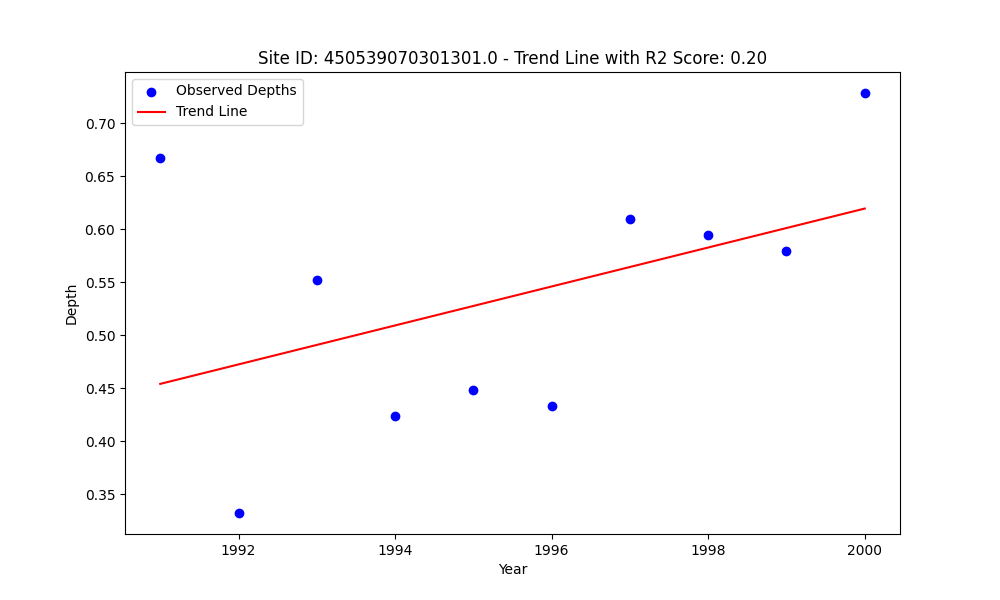 Site ID: 450539070301301.0 - Trend Line with R2 Score: 0.20
Observed Depths
Trend Line
0.70
0.65
0.60
0.55
0.50
0.45
0.40
0.35
Depth
1992
1994
1996
1998
2000
Year